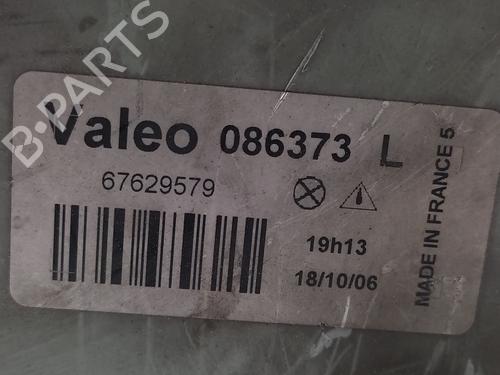 B-PARTS
Valeo 086373 L
67629579
19h13
18/10/06
MADE IN FRANCE 5